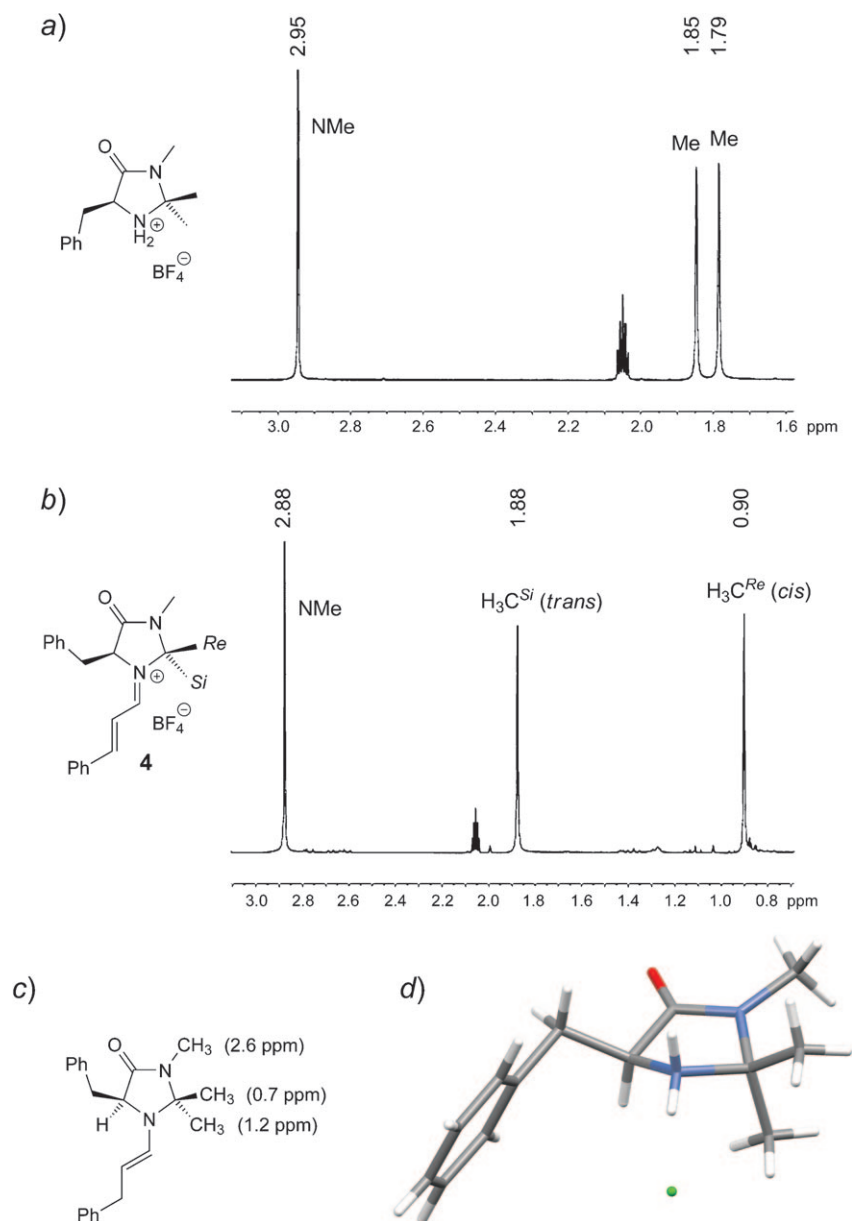 a)
2.95
1.85
1.79
NMe
Me
Me
O
N
N
H2
⊕
Ph
BF4 ⊖
3.0 2.8 2.6 2.4 2.2 2.0 1.8 1.6 ppm
b)
2.88
1.88
0.90
NMe
H3C^Si (trans)
H3C^Re (cis)
O
N
Ph
Re
N
⊕
Si
BF4 ⊖
Ph
4
3.0 2.8 2.6 2.4 2.2 2.0 1.8 1.6 1.4 1.2 1.0 0.8 ppm
c)
O
N
CH3 (2.6 ppm)
Ph
CH3 (0.7 ppm)
H
N
CH3 (1.2 ppm)
Ph
d)